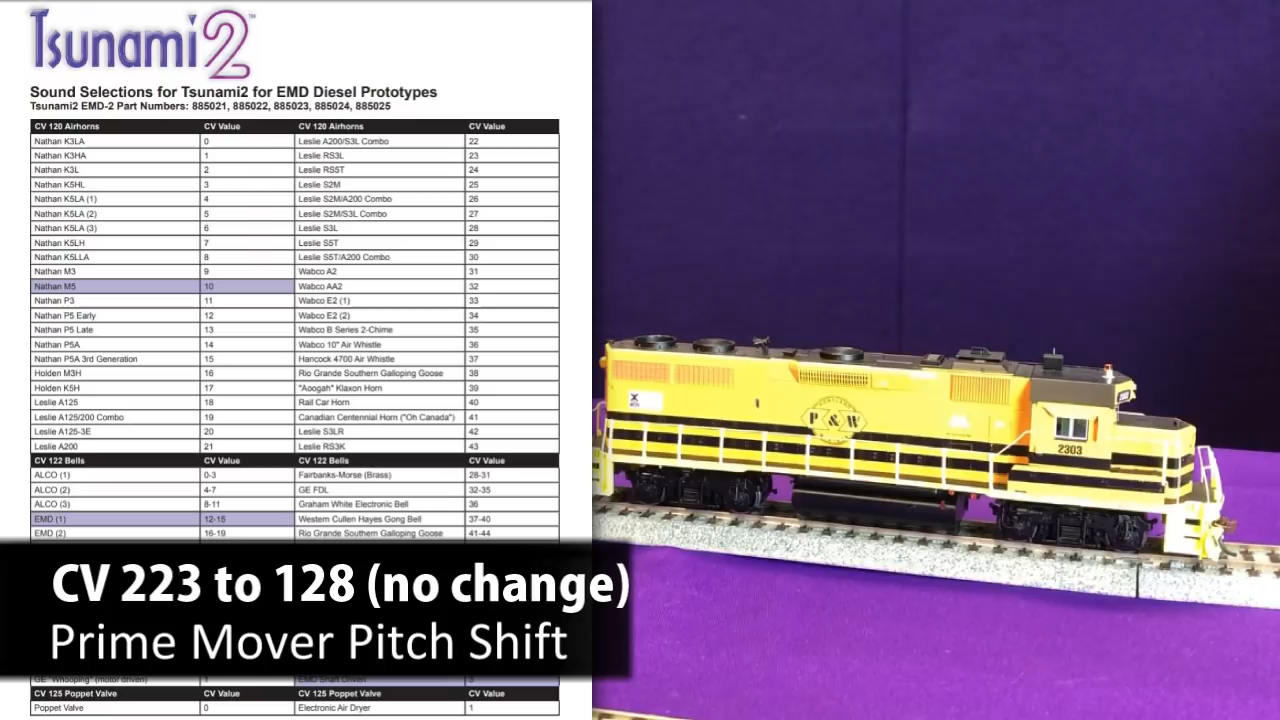 Tsunami2™
Sound Selections for Tsunami2 for EMD Diesel Prototypes
Tsunami2 EMD-2 Part Numbers: 885021, 885022, 885023, 885024, 885025
CV 120 Airhorns CV Value CV 120 Airhorns CV Value
Nathan K3LA 0 Leslie A200/S3L Combo 22
Nathan K3HA 1 Leslie RS3L 23
Nathan K3L 2 Leslie RS5T 24
Nathan K5HL 3 Leslie S2M 25
Nathan K5LA (1) 4 Leslie S2M/A200 Combo 26
Nathan K5LA (2) 5 Leslie S2M/S3L Combo 27
Nathan K5LA (3) 6 Leslie S3L 28
Nathan K5LH 7 Leslie S5T 29
Nathan K5LLA 8 Leslie S5T/A200 Combo 30
Nathan M3 9 Wabco A2 31
Nathan M5 10 Wabco AA2 32
Nathan P3 11 Wabco E2 (1) 33
Nathan P5 Early 12 Wabco E2 (2) 34
Nathan P5 Late 13 Wabco B Series 2-Chime 35
Nathan P5A 14 Wabco 10" Air Whistle 36
Nathan P5A 3rd Generation 15 Hancock 4700 Air Whistle 37
Holden M3H 16 Rio Grande Southern Galloping Goose 38
Holden K5H 17 "Aoogah" Klaxon Horn 39
Leslie A125 18 Rail Car Horn 40
Leslie A125/200 Combo 19 Canadian Centennial Horn ("Oh Canada") 41
Leslie A125-3E 20 Leslie S3LR 42
Leslie A200 21 Leslie RS3K 43
CV 122 Bells CV Value CV 122 Bells CV Value
ALCO (1) 0-3 Fairbanks-Morse (Brass) 28-31
ALCO (2) 4-7 GE FDL 32-35
ALCO (3) 8-11 Graham White Electronic Bell 36
EMD (1) 12-15 Western Cullen Hayes Gong Bell 37-40
EMD (2) 16-19 Rio Grande Southern Galloping Goose 41-44
CV 223 to 128 (no change)
Prime Mover Pitch Shift
GE "Whooping" (motor driven) 1 EMD Shaft Driven 3
CV 125 Poppet Valve CV Value CV 125 Poppet Valve CV Value
Poppet Valve 0 Electronic Air Dryer 1
P&W
2303